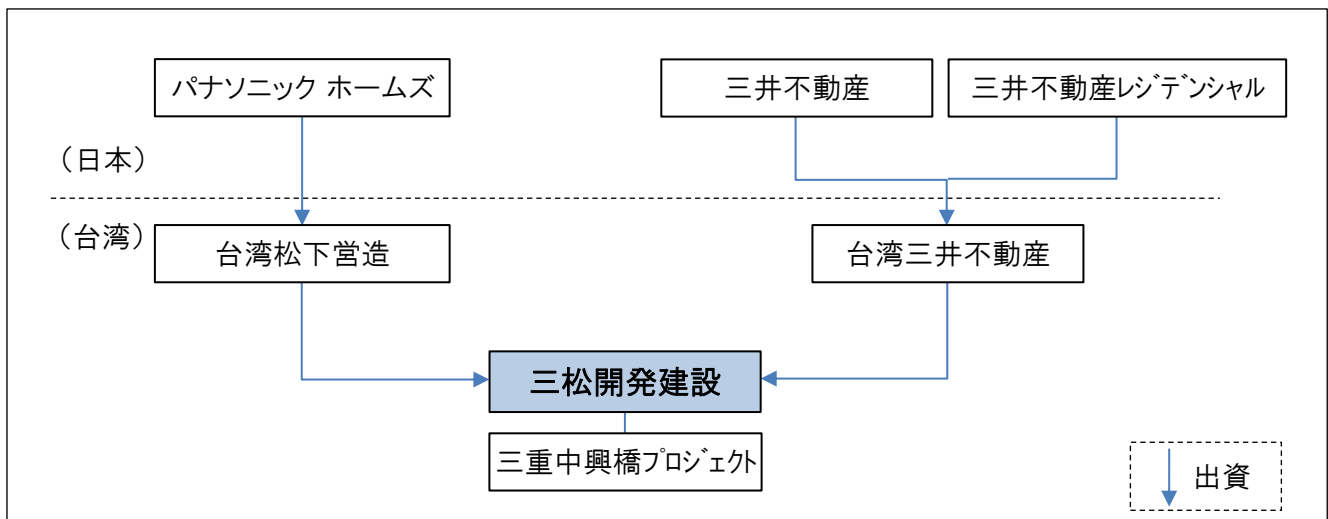 パナソニック ホームズ
三井不動産
三井不動産ﾚｼﾞﾃﾞﾝｼｬﾙ
（日本）
（台湾）
台湾松下営造
台湾三井不動産
三松開発建設
三重中興橋ﾌﾟﾛｼﾞｪｸﾄ
出資